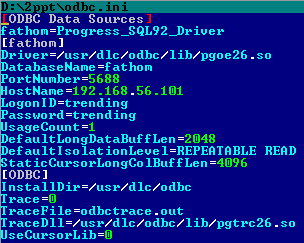 D:\2ppt\odbc.ini
[ODBC Data Sources]
fathom=Progress_SQL92_Driver
[fathom]
Driver=/usr/dlc/odbc/lib/pgoe26.so
DatabaseName=fathom
PortNumber=5688
HostName=192.168.56.101
LogonID=trending
Password=trending
UsageCount=1
DefaultLongDataBuffLen=2048
DefaultIsolationLevel=REPEATABLE READ
StaticCursorLongColBuffLen=4096
[ODBC]
InstallDir=/usr/dlc/odbc
Trace=0
TraceFile=odbctrace.out
TraceDll=/usr/dlc/odbc/lib/pgtrc26.so
UseCursorLib=0